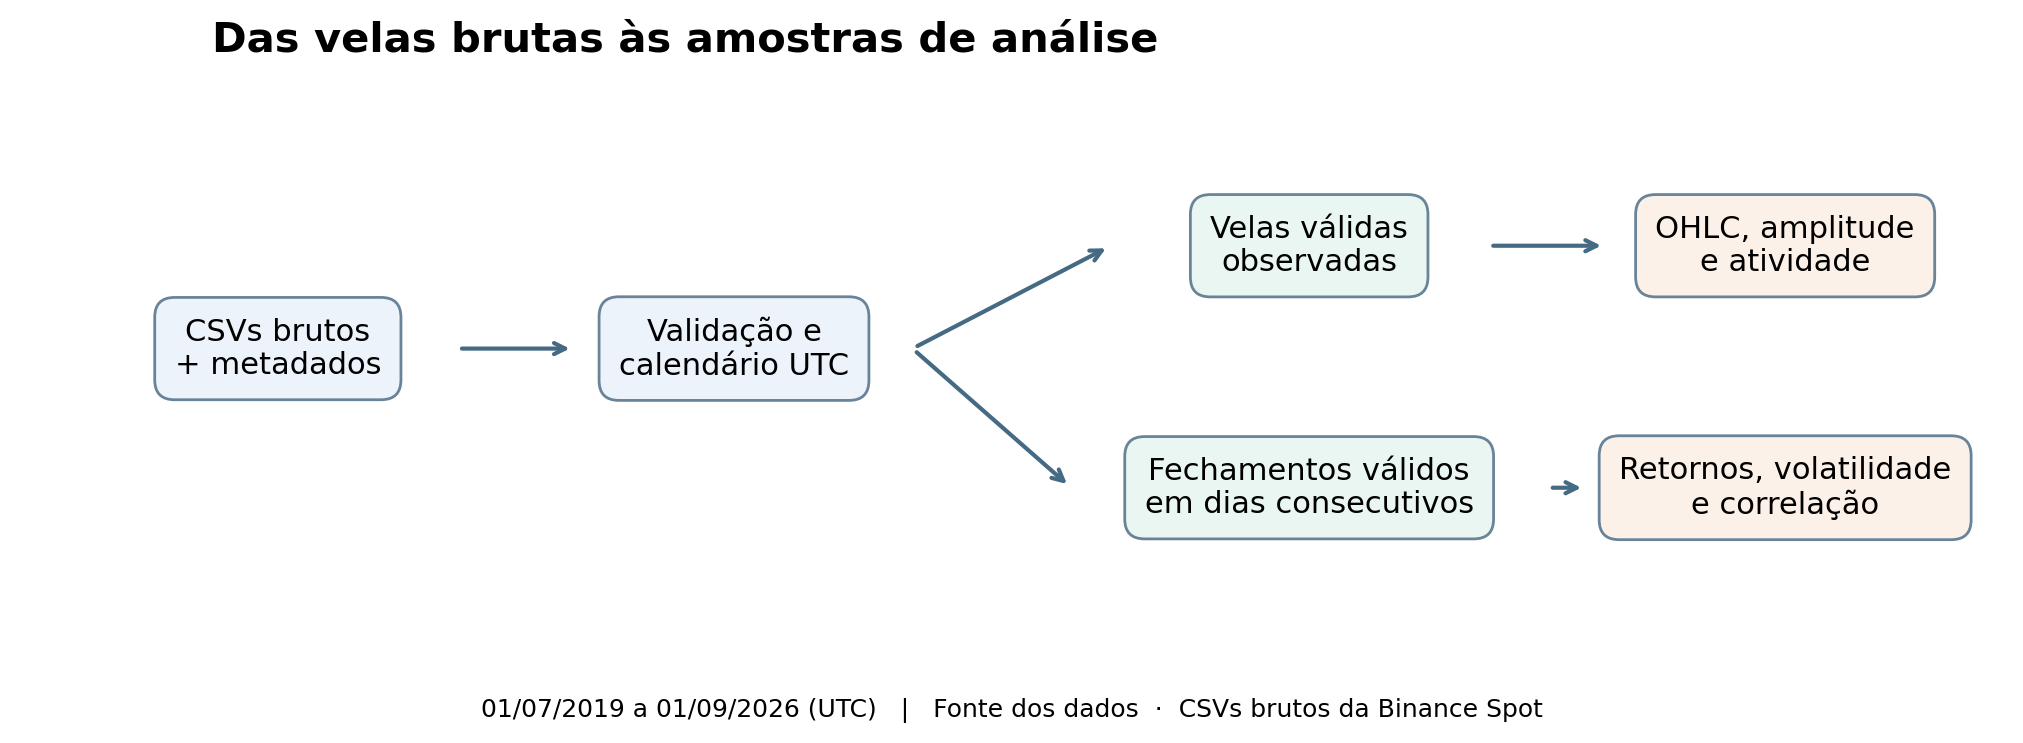 Das velas brutas às amostras de análise
CSVs brutos
+ metadados
Validação e
calendário UTC
Velas válidas
observadas
OHLC, amplitude
e atividade
Fechamentos válidos
em dias consecutivos
Retornos, volatilidade
e correlação
01/07/2019 a 01/09/2026 (UTC)   |   Fonte dos dados  ·  CSVs brutos da Binance Spot